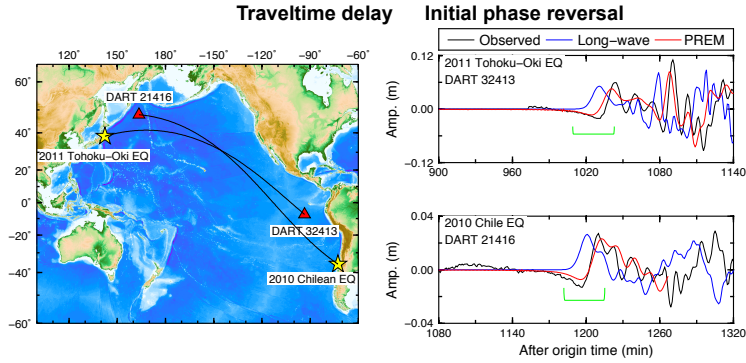 Traveltime delay Initial phase reversal
120° 150° 180° −150° −120° −90° −60°
60°
40°
20°
0°
−20°
−40°
−60°
DART 21416
2011 Tohoku−Oki EQ
DART 32413
2010 Chilean EQ
Observed Long−wave PREM
2011 Tohoku−Oki EQ
DART 32413
Amp. (m)
0.12
0.00
−0.12
900 960 1020 1080 1140
2010 Chile EQ
DART 21416
Amp. (m)
0.04
0.00
−0.04
1080 1140 1200 1260 1320
After origin time (min)